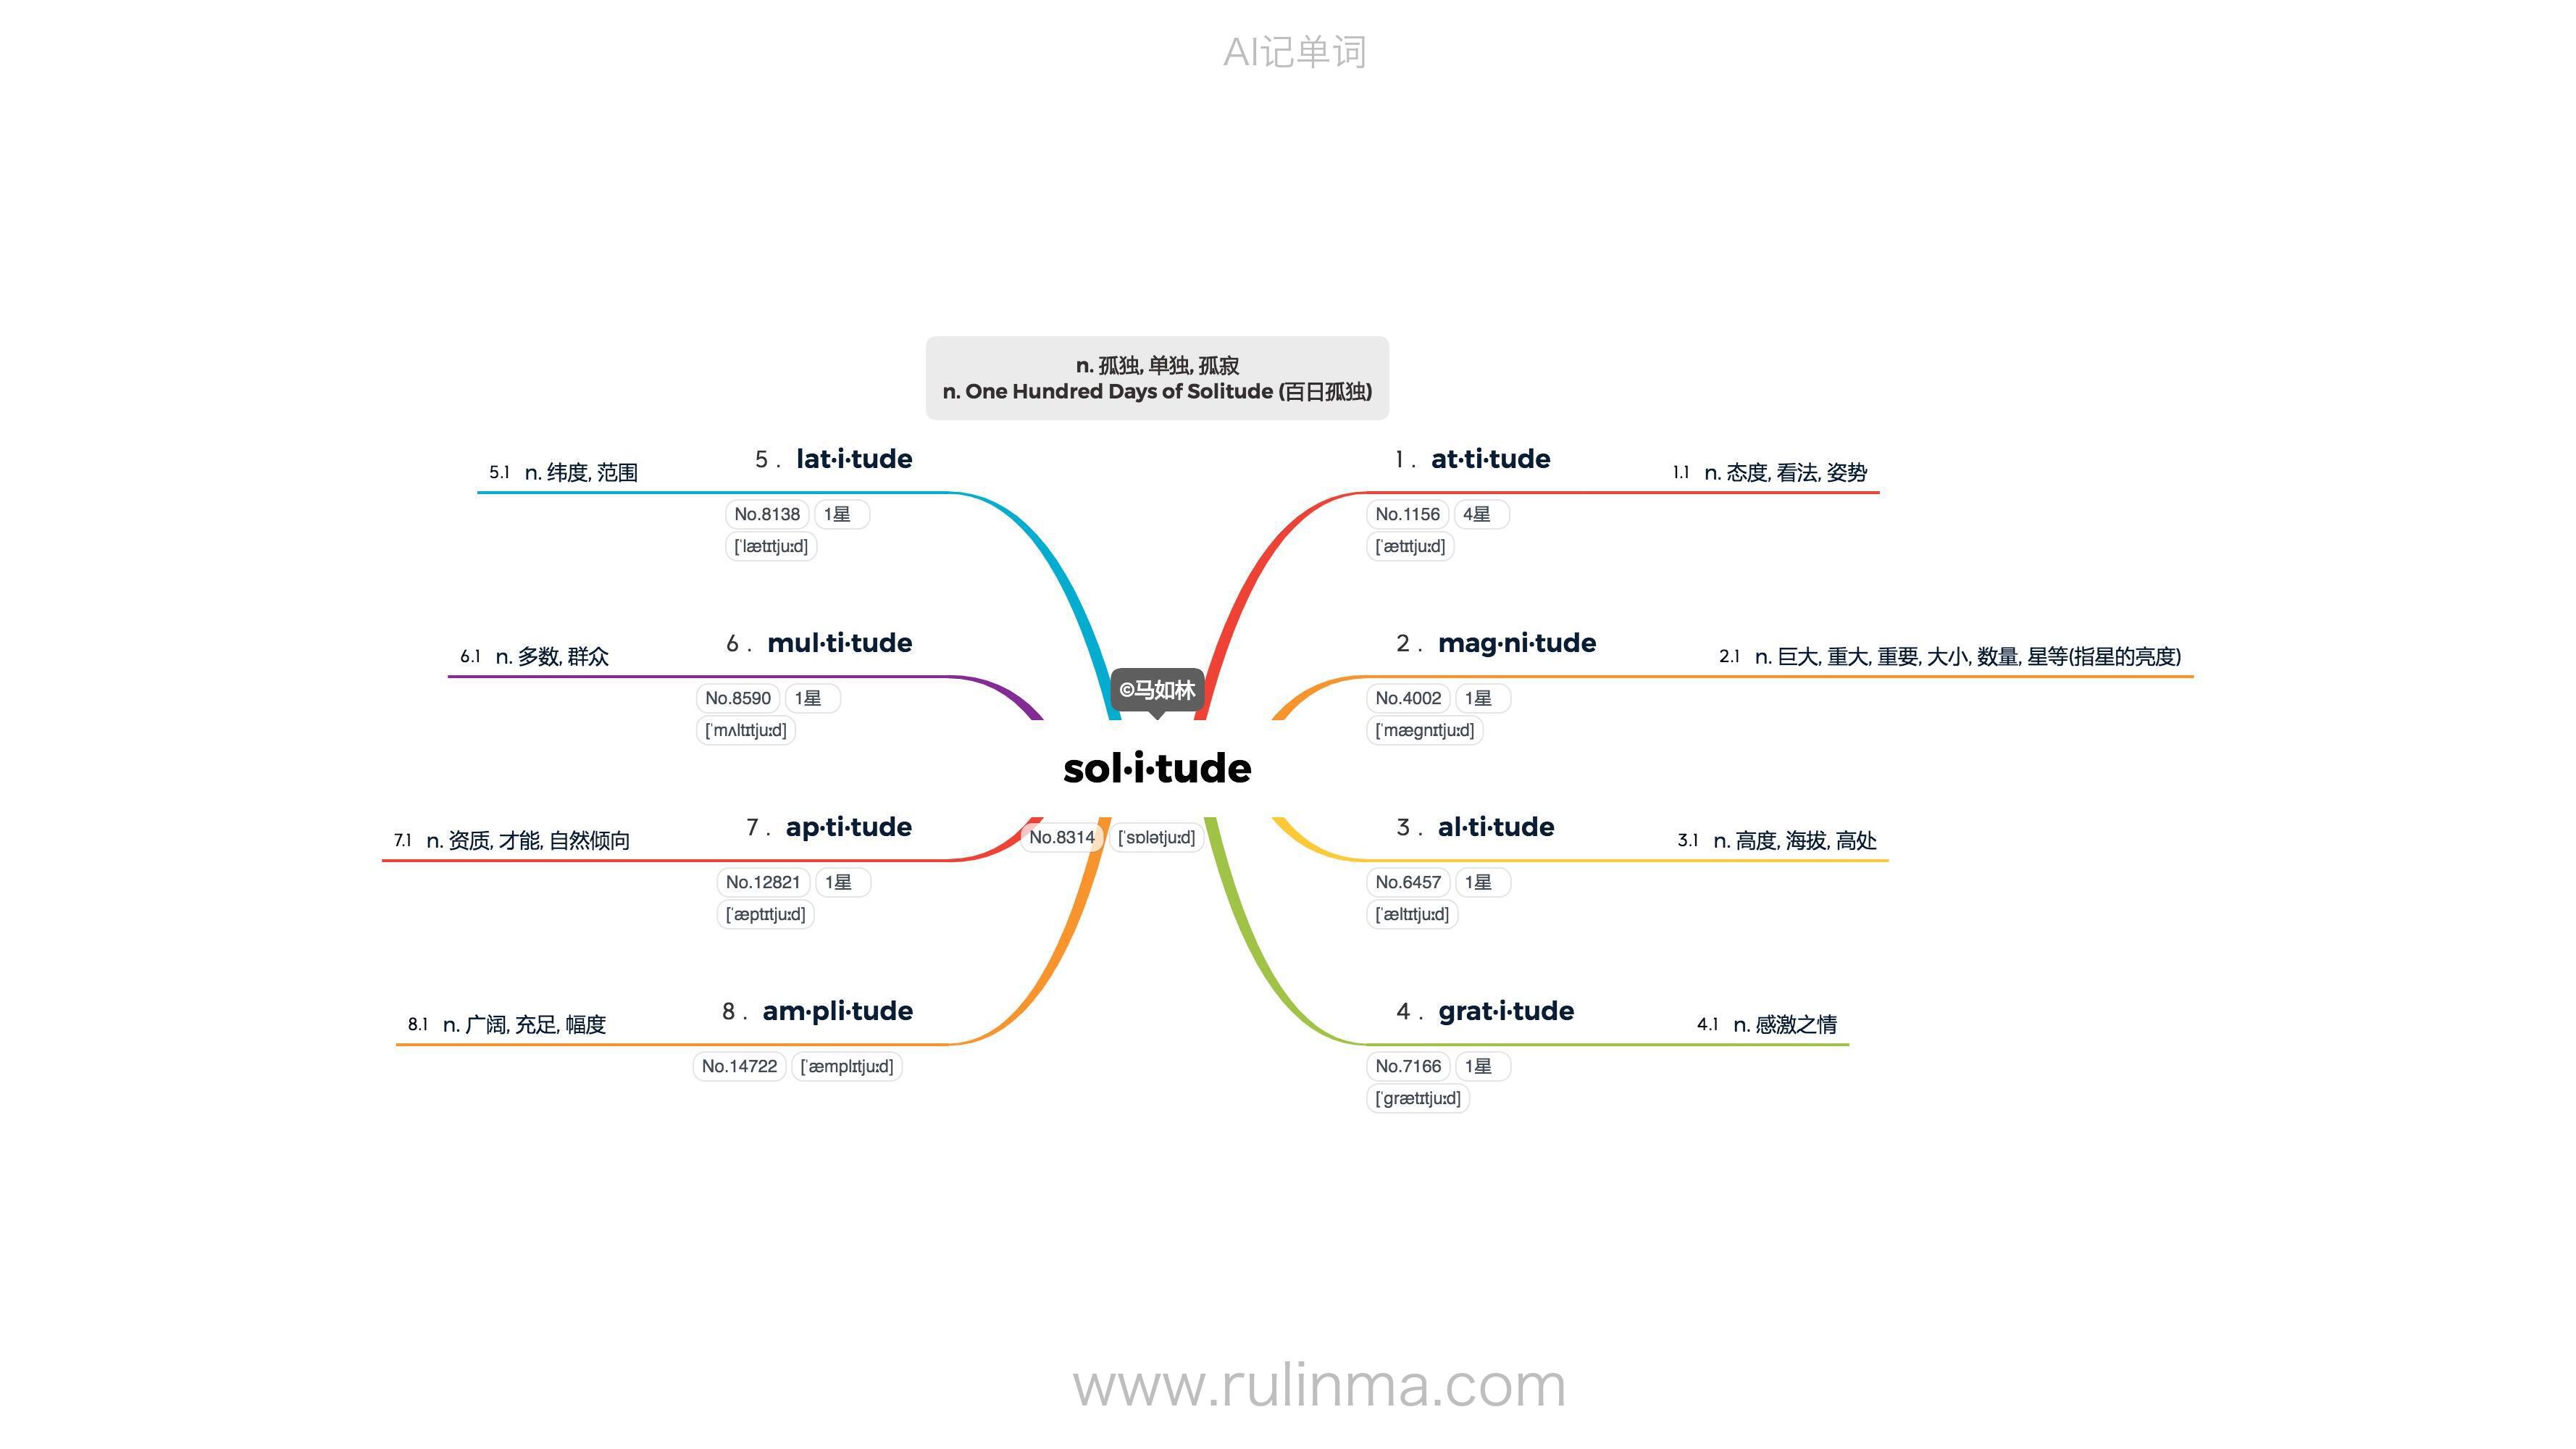 AI记单词
n. 孤独, 单独, 孤寂
n. One Hundred Days of Solitude (百日孤独)
©马如林
sol·i·tude
No.8314 [ˈsɒlətjuːd]
1 . at·ti·tude
No.1156 4星
[ˈætɪtjuːd]
1.1 n. 态度, 看法, 姿势
2 . mag·ni·tude
No.4002 1星
[ˈmægnɪtjuːd]
2.1 n. 巨大, 重大, 重要, 大小, 数量, 星等(指星的亮度)
3 . al·ti·tude
No.6457 1星
[ˈæltɪtjuːd]
3.1 n. 高度, 海拔, 高处
4 . grat·i·tude
No.7166 1星
[ˈgrætɪtjuːd]
4.1 n. 感激之情
5 . lat·i·tude
No.8138 1星
[ˈlætɪtjuːd]
5.1 n. 纬度, 范围
6 . mul·ti·tude
No.8590 1星
[ˈmʌltɪtjuːd]
6.1 n. 多数, 群众
7 . ap·ti·tude
No.12821 1星
[ˈæptɪtjuːd]
7.1 n. 资质, 才能, 自然倾向
8 . am·pli·tude
No.14722 [ˈæmplɪtjuːd]
8.1 n. 广阔, 充足, 幅度
www.rulinma.com